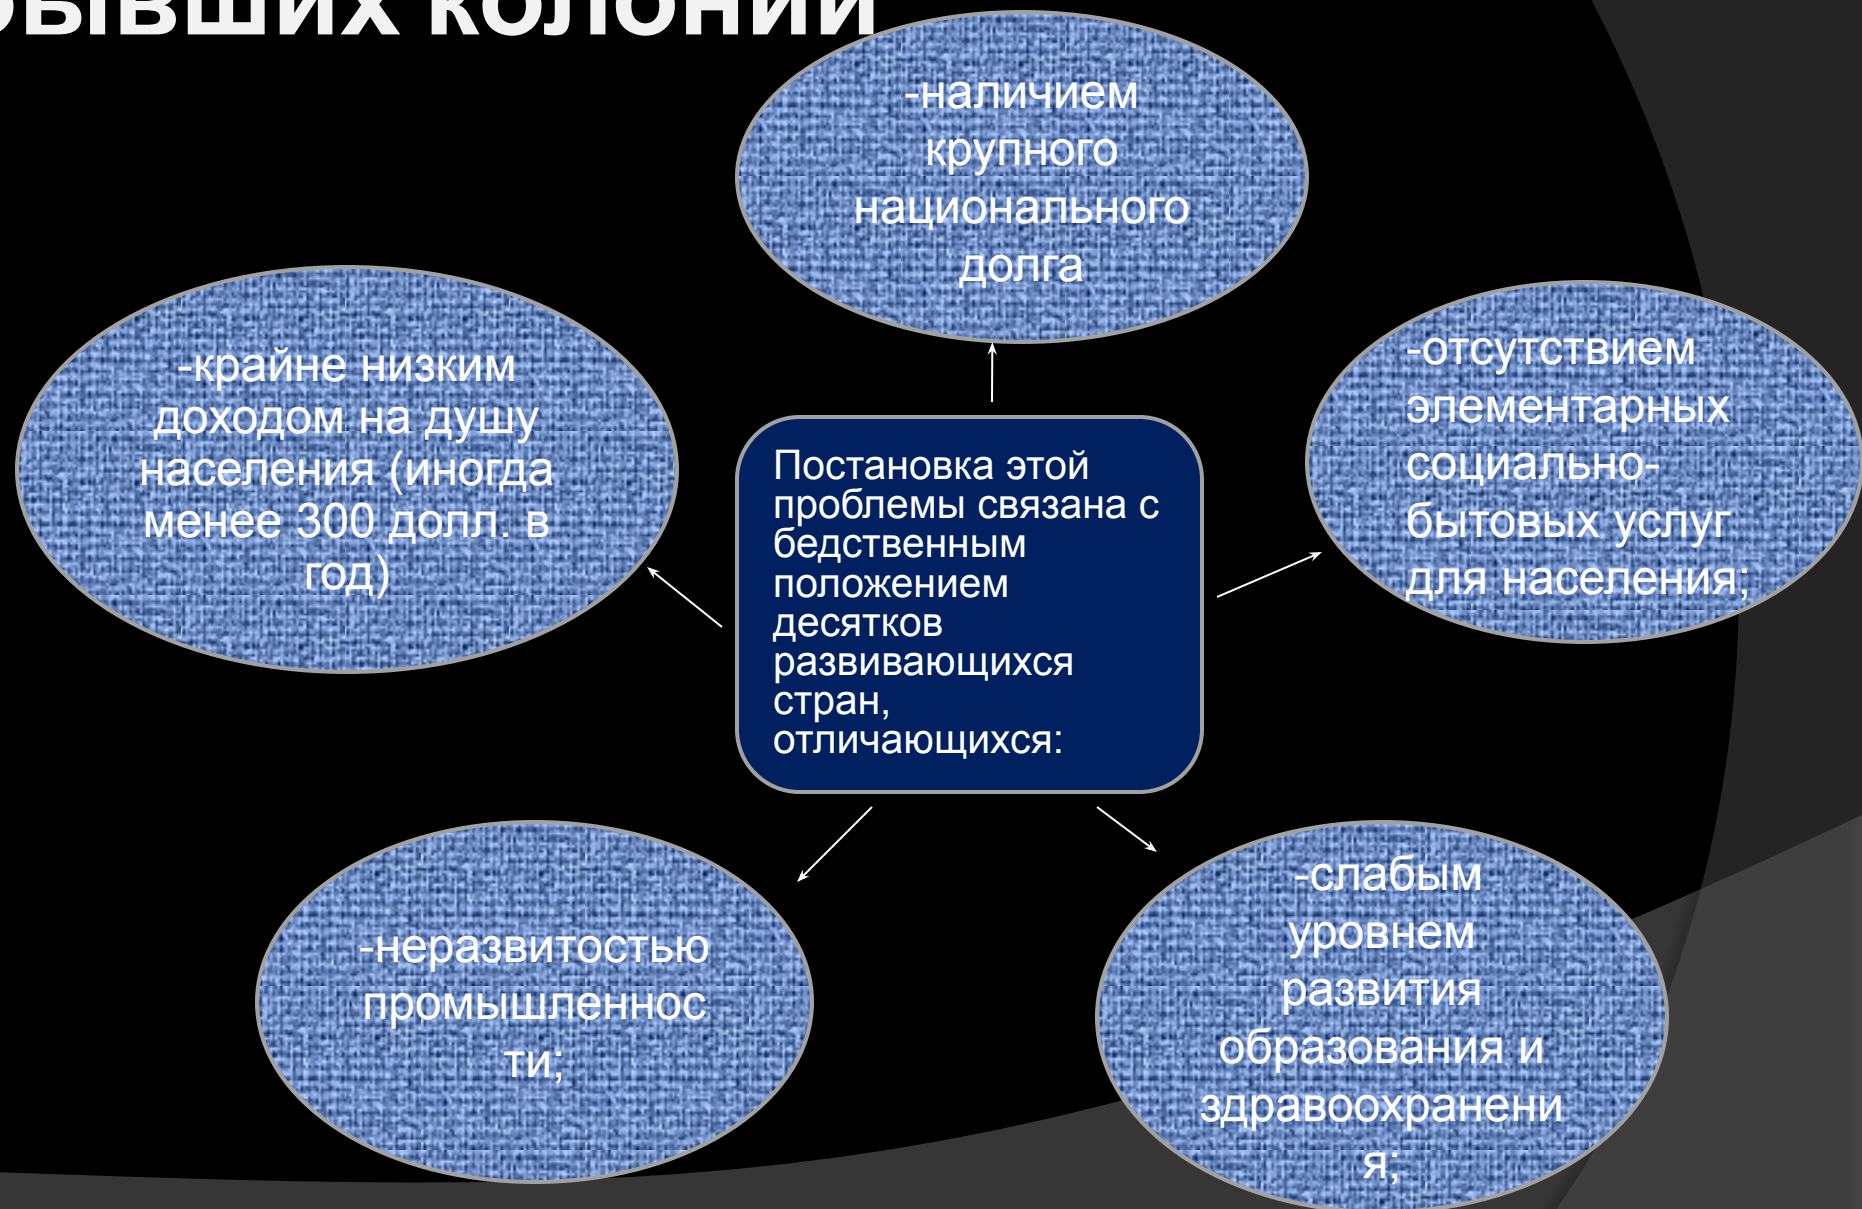 бывших колоний
-наличием
крупного
национального
долга
-крайне низким
доходом на душу
населения (иногда
менее 300 долл. в
год)
-отсутствием
элементарных
социально-
бытовых услуг
для населения;
Постановка этой
проблемы связана с
бедственным
положением
десятков
развивающихся
стран,
отличающихся:
-неразвитостью
промышленнос
ти;
-слабым
уровнем
развития
образования и
здравоохранени
я;